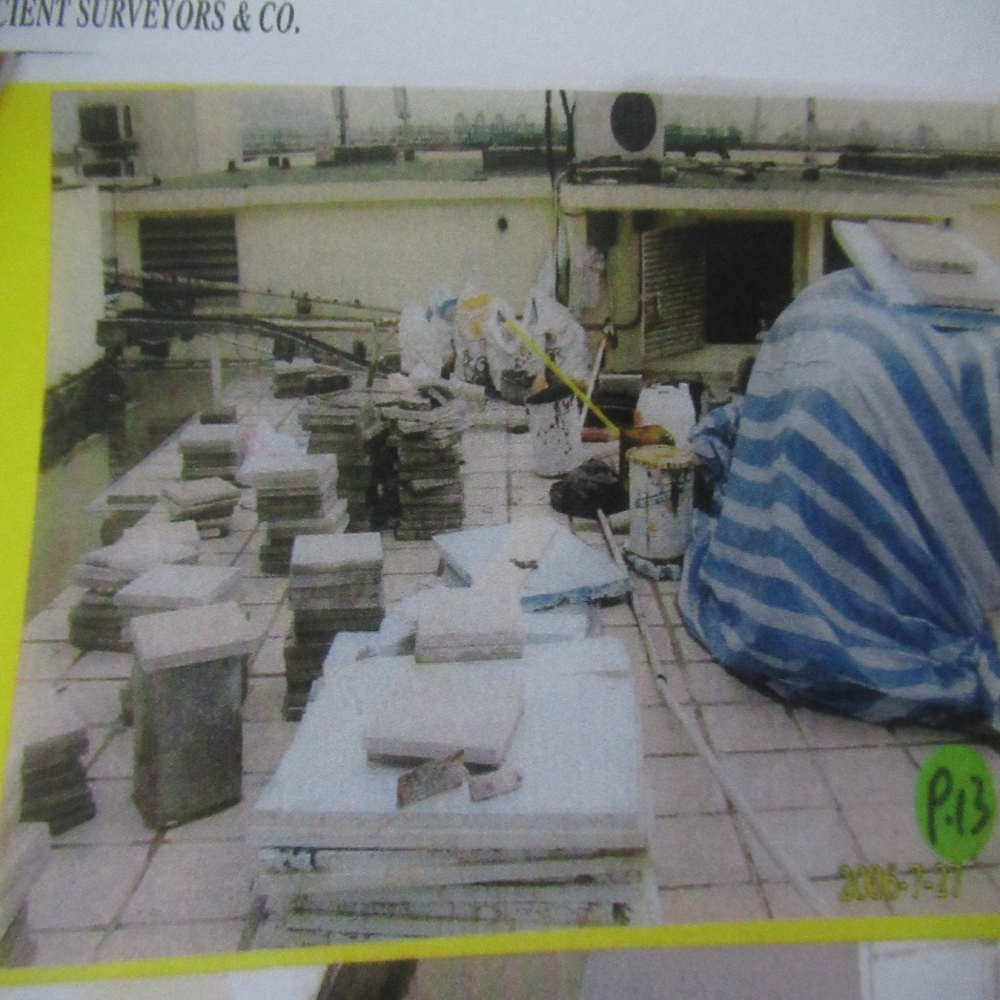 CIENT SURVEYORS & CO.
P.13
2006-7-27